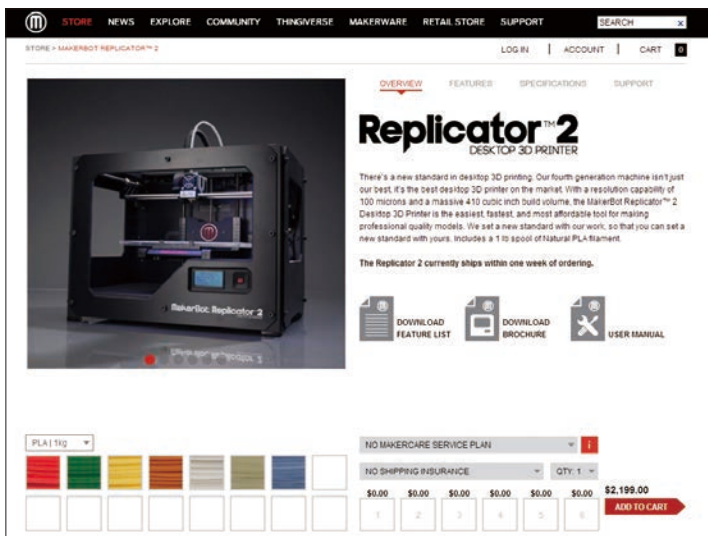 STORE NEWS EXPLORE COMMUNITY THINGIVERSE MAKERWARE RETAIL STORE SUPPORT SEARCH x
STORE > MAKERBOT REPLICATOR™ 2
LOG IN | ACCOUNT | CART 0
OVERVIEW FEATURES SPECIFICATIONS SUPPORT
Replicator™2
DESKTOP 3D PRINTER
There's a new standard in desktop 3D printing. Our fourth generation machine isn't just
our best, it's the best desktop 3D printer on the market. With a resolution capability of
100 microns and a massive 410 cubic inch build volume, the MakerBot Replicator™ 2
Desktop 3D Printer is the easiest, fastest, and most affordable tool for making
professional quality models. We set a new standard with our work, so that you can set a
new standard with yours. Includes a 1 lb spool of Natural PLA filament.
The Replicator 2 currently ships within one week of ordering.
MakerBot Replicator 2
DOWNLOAD
FEATURE LIST
DOWNLOAD
BROCHURE
USER MANUAL
PLA | 1kg
NO MAKERCARE SERVICE PLAN i
NO SHIPPING INSURANCE QTY: 1
$0.00 $0.00 $0.00 $0.00 $0.00 $0.00 $2,199.00
1 2 3 4 5 6 ADD TO CART